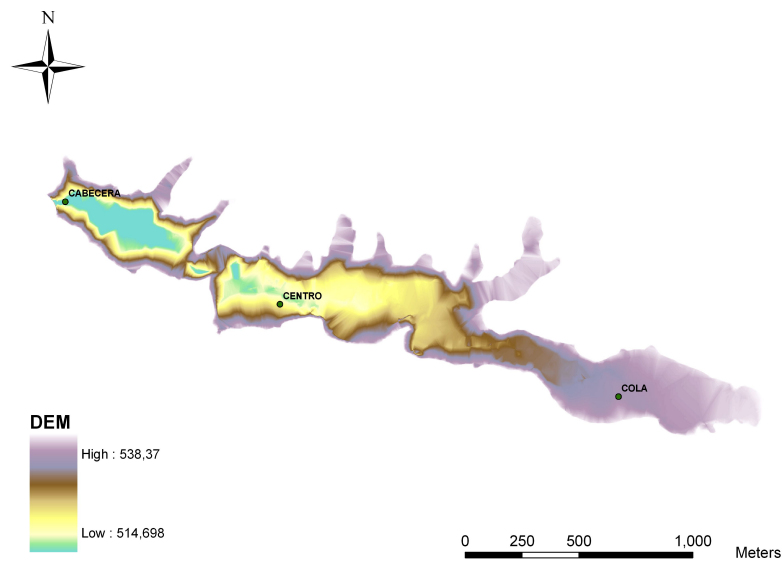 N
CABECERA
CENTRO
COLA
DEM
High : 538,37
Low : 514,698
0 250 500 1,000
Meters